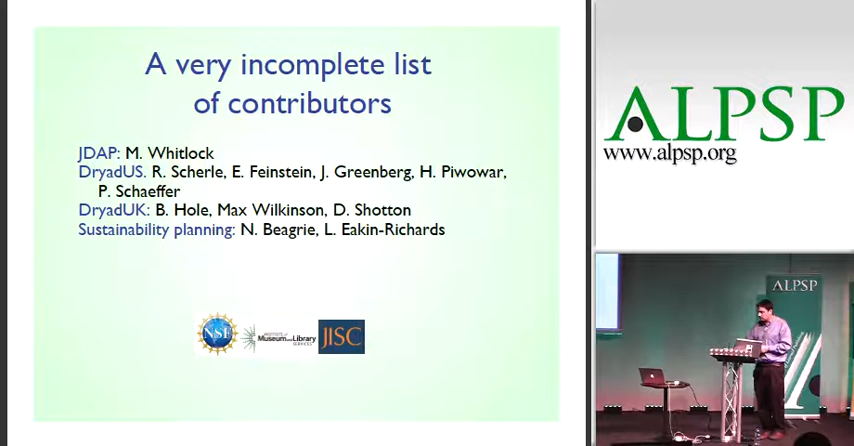 A very incomplete list
of contributors
JDAP: M. Whitlock
DryadUS. R. Scherle, E. Feinstein, J. Greenberg, H. Piwowar,
P. Schaeffer
DryadUK: B. Hole, Max Wilkinson, D. Shotton
Sustainability planning: N. Beagrie, L. Eakin-Richards
NSF
INSTITUTE of
Museum and Library
SERVICES
JISC
ALPSP
www.alpsp.org
ALPSP